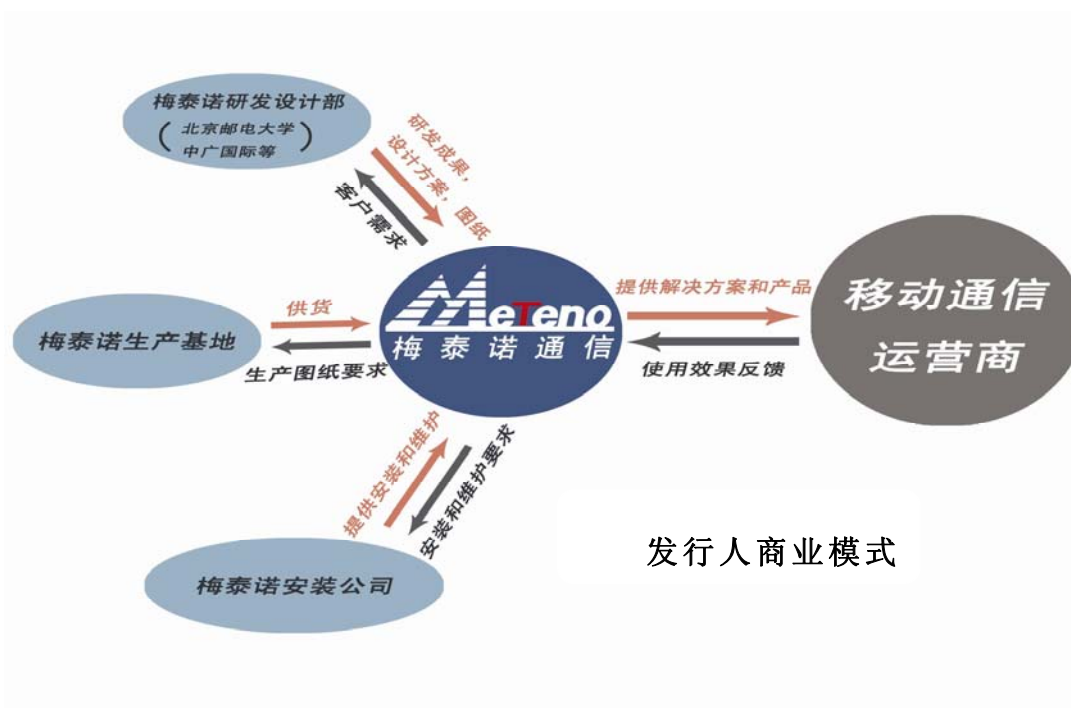 梅泰诺研发设计部
（北京邮电大学
中广国际等）
研发成果，
设计方案，图纸
客户需求
MeTeno
梅泰诺通信
提供解决方案和产品
使用效果反馈
移动通信
运营商
供货
梅泰诺生产基地
生产图纸要求
提供安装和维护
安装和维护要求
梅泰诺安装公司
发行人商业模式